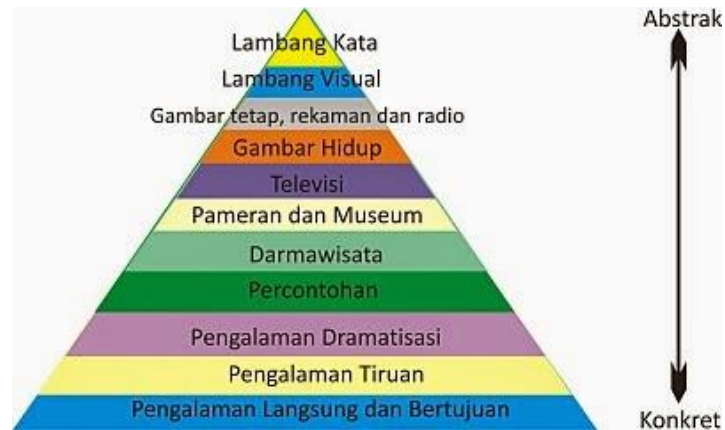 Abstrak
Lambang Kata
Lambang Visual
Gambar tetap, rekaman dan radio
Gambar Hidup
Televisi
Pameran dan Museum
Darmawisata
Percontohan
Pengalaman Dramatisasi
Pengalaman Tiruan
Pengalaman Langsung dan Bertujuan
Konkret